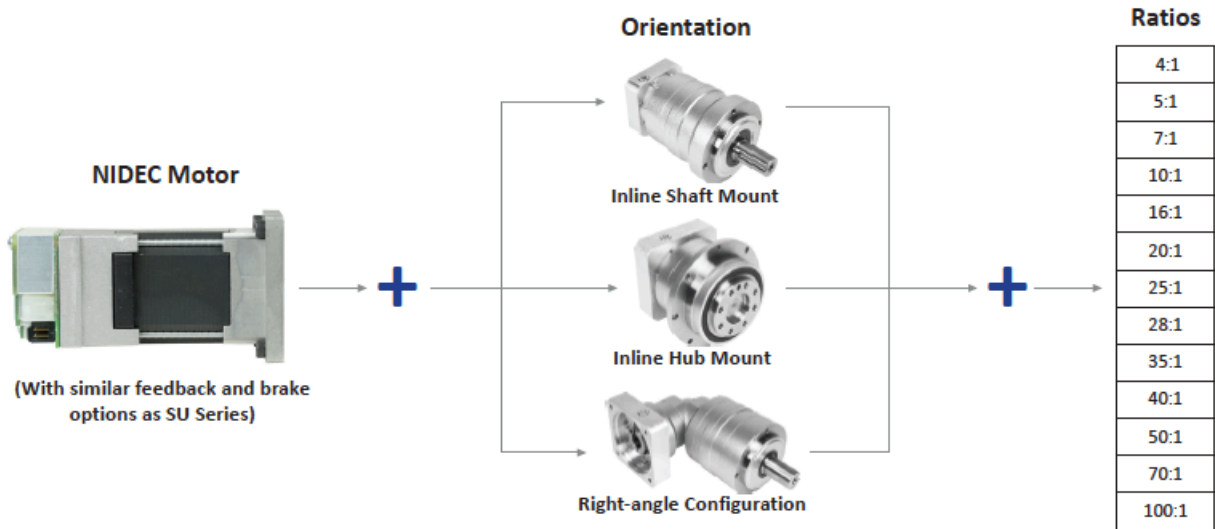 NIDEC Motor
(With similar feedback and brake
options as SU Series)
Orientation
Inline Shaft Mount
Inline Hub Mount
Right-angle Configuration
Ratios
4:1
5:1
7:1
10:1
16:1
20:1
25:1
28:1
35:1
40:1
50:1
70:1
100:1